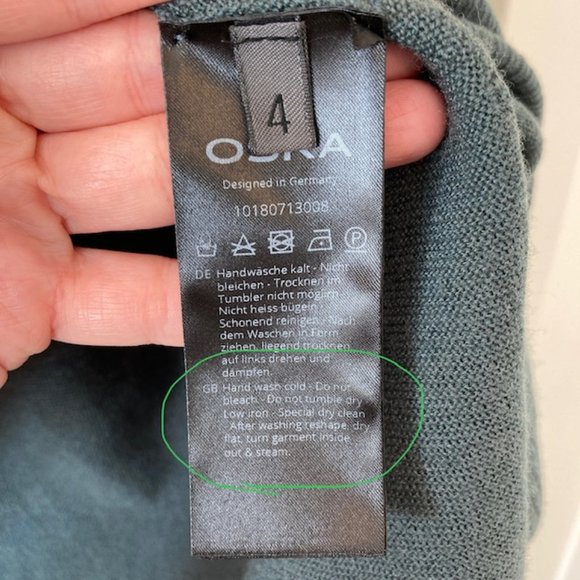 4
OSKA
Designed in Germany
10180713008
P
DE Handwäsche kalt · Nicht
bleichen · Trocknen im
Tumbler nicht möglich ·
Nicht heiss bügeln ·
Schonend reinigen · Nach
dem Waschen in Form
ziehen, liegend trocknen
auf links drehen und
dämpfen.
GB Hand wash cold · Do not
bleach · Do not tumble dry
Low iron · Special dry clean
· After washing reshape, dry
flat, turn garment inside
out & steam.